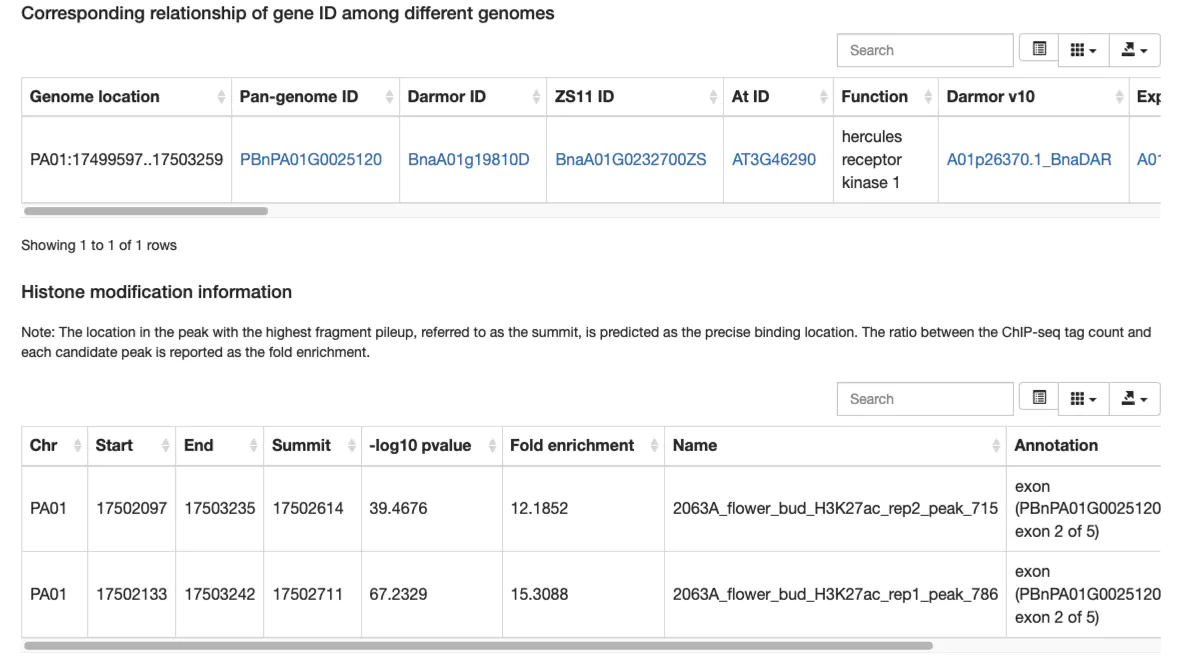 Corresponding relationship of gene ID among different genomes
Search
Genome location Pan-genome ID Darmor ID ZS11 ID At ID Function Darmor v10 Exp
PA01:17499597..17503259 PBnPA01G0025120 BnaA01g19810D BnaA01G0232700ZS AT3G46290 hercules receptor kinase 1 A01p26370.1_BnaDAR A01
Showing 1 to 1 of 1 rows
Histone modification information
Note: The location in the peak with the highest fragment pileup, referred to as the summit, is predicted as the precise binding location. The ratio between the ChIP-seq tag count and
each candidate peak is reported as the fold enrichment.
Search
Chr Start End Summit -log10 pvalue Fold enrichment Name Annotation
PA01 17502097 17503235 17502614 39.4676 12.1852 2063A_flower_bud_H3K27ac_rep2_peak_715 exon (PBnPA01G0025120 exon 2 of 5)
PA01 17502133 17503242 17502711 67.2329 15.3088 2063A_flower_bud_H3K27ac_rep1_peak_786 exon (PBnPA01G0025120 exon 2 of 5)